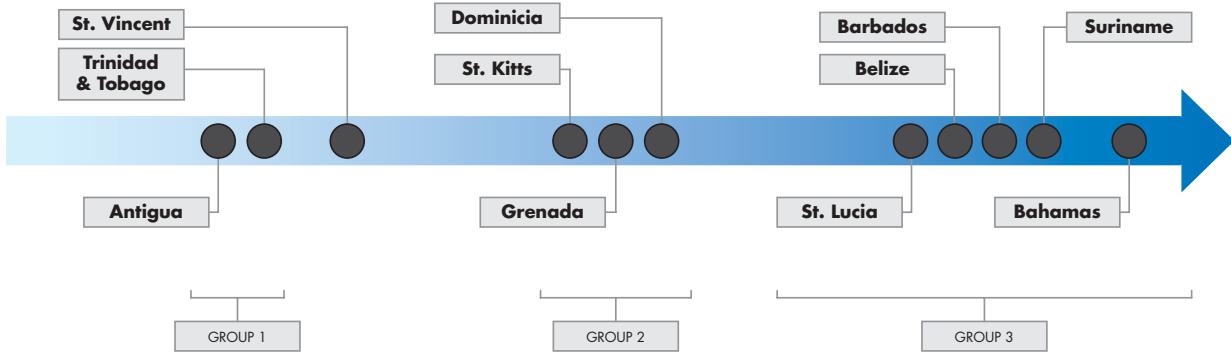 St. Vincent
Trinidad
& Tobago
Dominicia
St. Kitts
Barbados
Belize
Suriname
Antigua
Grenada
St. Lucia
Bahamas
GROUP 1
GROUP 2
GROUP 3